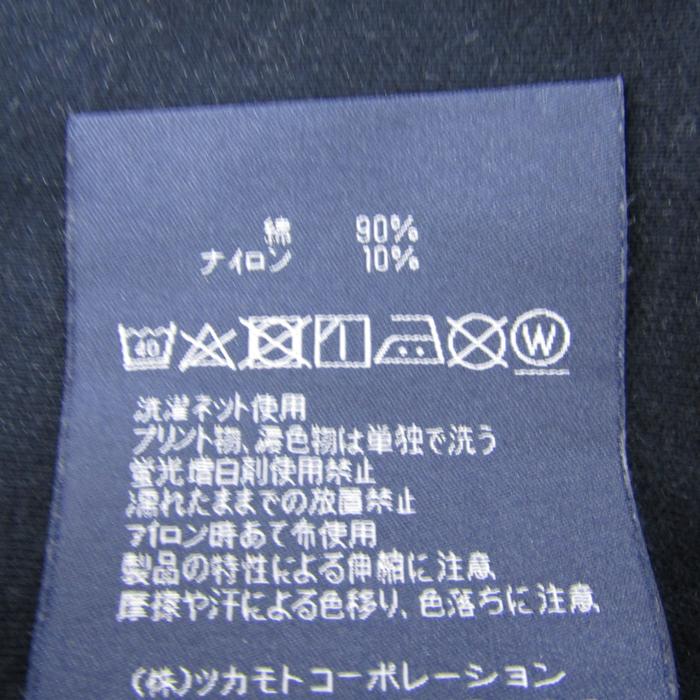 綿 90%
ナイロン 10%
40 W
洗濯ネット使用
プリント物、濃色物は単独で洗う
蛍光増白剤使用禁止
濡れたままでの放置禁止
アイロン時あて布使用
製品の特性による伸縮に注意
摩擦や汗による色移り、色落ちに注意
(株)ツカモトコーポレーション